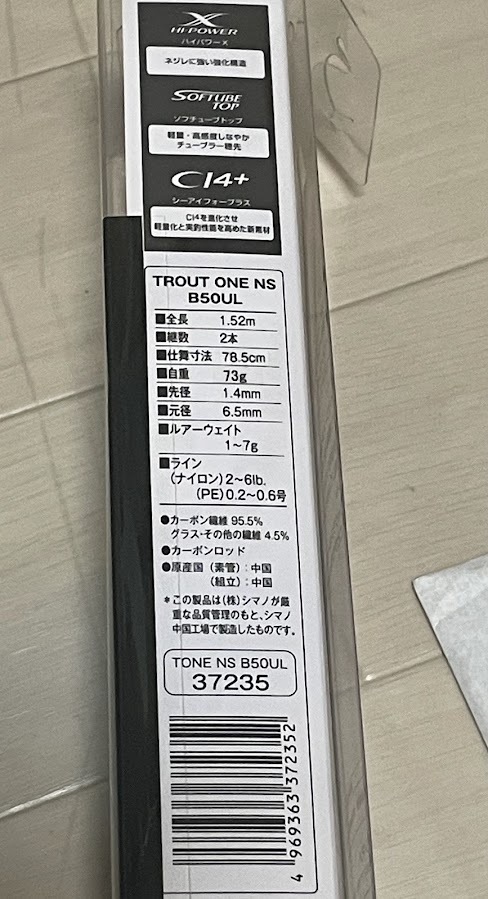 X
HI-POWER
ハイパワーX
ネジレに強い強化構造
SOFTUBE
TOP
ソフチューブトップ
軽量・高感度しなやか
チューブラー穂先
CI4+
シーアイフォープラス
CI4を進化させ
軽量化と実釣性能を高めた新素材
TROUT ONE NS
B50UL
■全長 1.52m
■継数 2本
■仕舞寸法 78.5cm
■自重 73g
■先径 1.4mm
■元径 6.5mm
■ルアーウェイト
1~7g
■ライン
(ナイロン)2~6lb.
(PE)0.2~0.6号
●カーボン繊維 95.5%
グラス・その他の繊維 4.5%
●カーボンロッド
●原産国(素管):中国
(組立):中国
*この製品は(株)シマノが厳
重な品質管理のもと、シマノ
中国工場で製造したものです。
TONE NS B50UL
37235
4 969363 372352